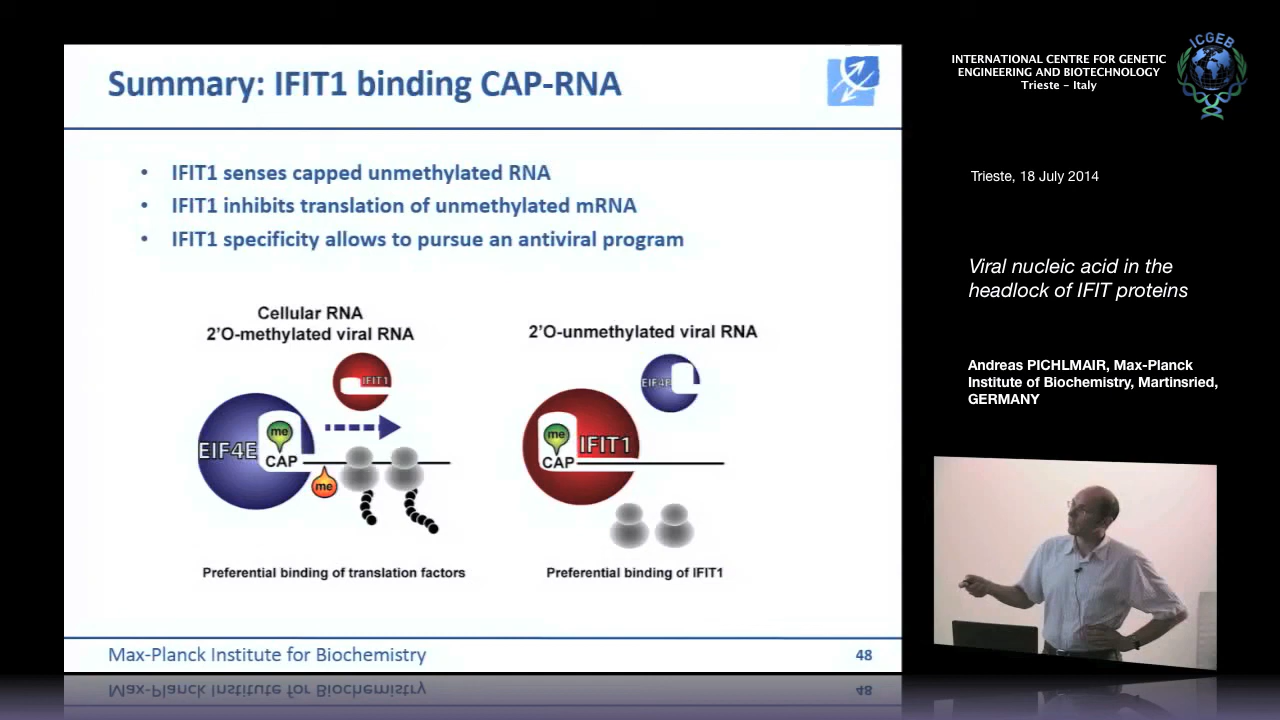 Summary: IFIT1 binding CAP-RNA
• IFIT1 senses capped unmethylated RNA
• IFIT1 inhibits translation of unmethylated mRNA
• IFIT1 specificity allows to pursue an antiviral program
Cellular RNA
2'O-methylated viral RNA
IFIT1
EIF4E
me
CAP
me
Preferential binding of translation factors
2'O-unmethylated viral RNA
EIF4E
me
IFIT1
CAP
Preferential binding of IFIT1
Max-Planck Institute for Biochemistry
48
INTERNATIONAL CENTRE FOR GENETIC
ENGINEERING AND BIOTECHNOLOGY
Trieste - Italy
ICGEB
Trieste, 18 July 2014
Viral nucleic acid in the
headlock of IFIT proteins
Andreas PICHLMAIR, Max-Planck
Institute of Biochemistry, Martinsried,
GERMANY